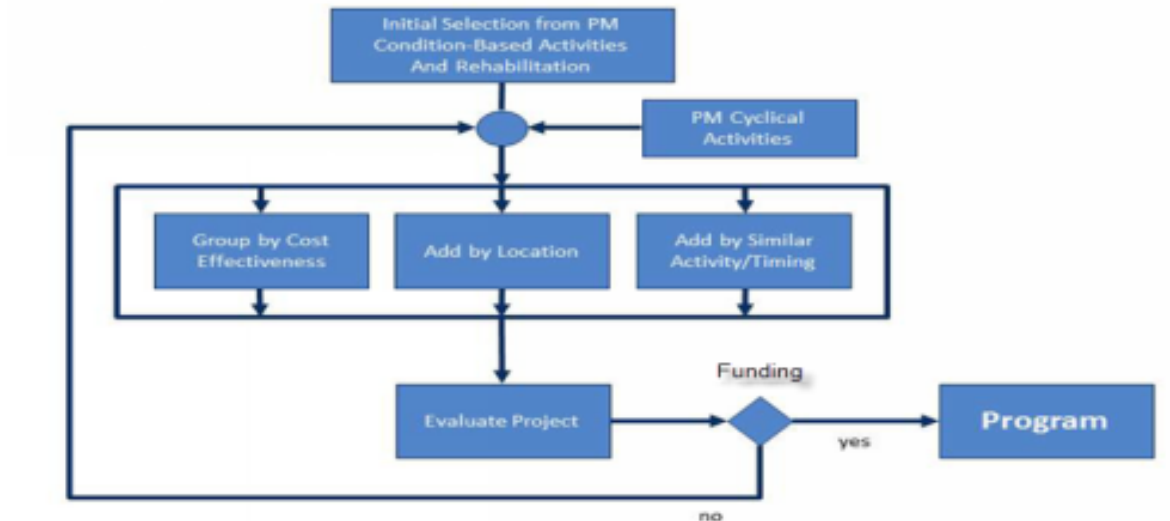 Initial Selection from PM
Condition-Based Activities
And Rehabilitation
PM Cyclical
Activities
Group by Cost
Effectiveness
Add by Location
Add by Similar
Activity/Timing
Funding
Evaluate Project
Program
yes
no